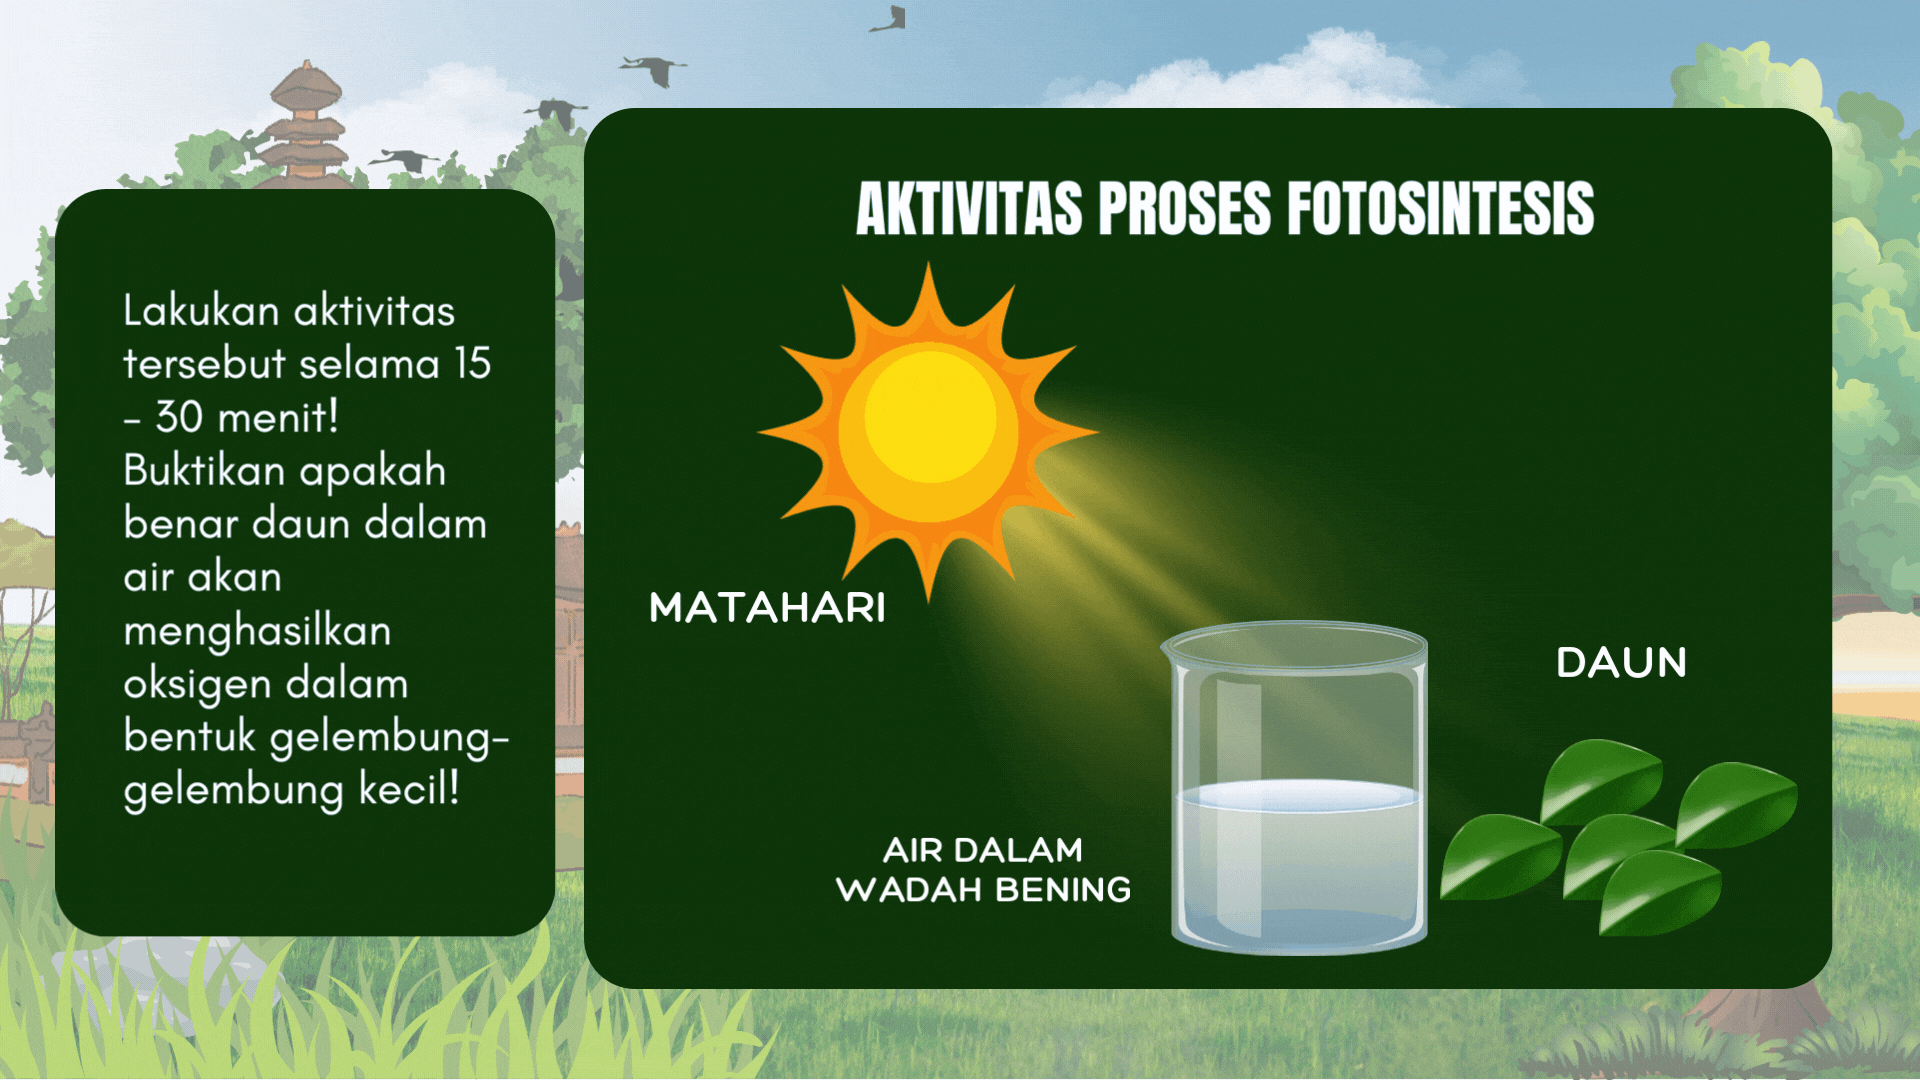 AKTIVITAS PROSES FOTOSINTESIS
Lakukan aktivitas
tersebut selama 15
- 30 menit!
Buktikan apakah
benar daun dalam
air akan
menghasilkan
oksigen dalam
bentuk gelembung-
gelembung kecil!
MATAHARI
DAUN
AIR DALAM
WADAH BENING